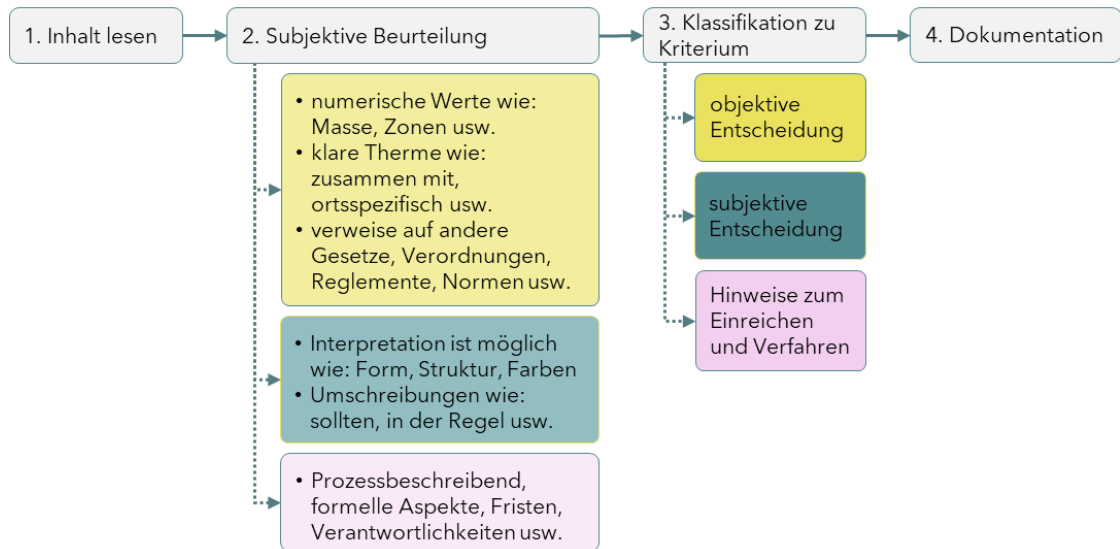 1. Inhalt lesen
2. Subjektive Beurteilung
3. Klassifikation zu
Kriterium
4. Dokumentation
• numerische Werte wie:
Masse, Zonen usw.
• klare Therme wie:
zusammen mit,
ortsspezifisch usw.
• verweise auf andere
Gesetze, Verordnungen,
Reglemente, Normen usw.
• Interpretation ist möglich
wie: Form, Struktur, Farben
• Umschreibungen wie:
sollten, in der Regel usw.
• Prozessbeschreibend,
formelle Aspekte, Fristen,
Verantwortlichkeiten usw.
objektive
Entscheidung
subjektive
Entscheidung
Hinweise zum
Einreichen
und Verfahren